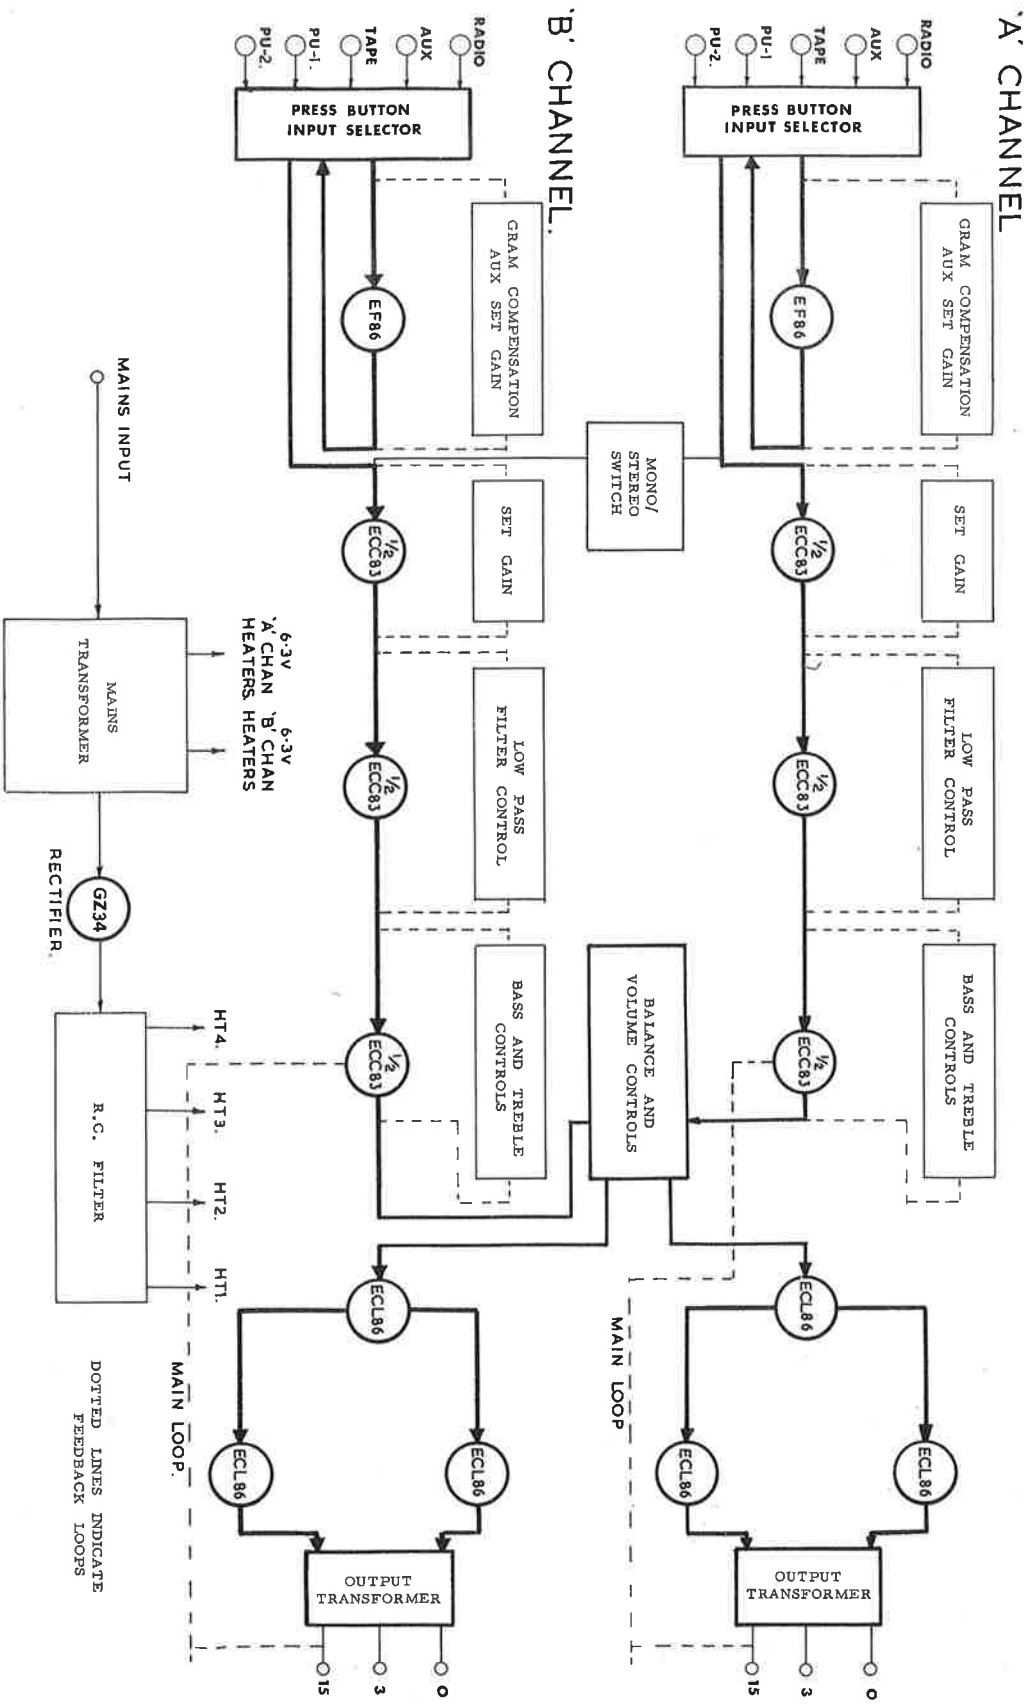 'A' CHANNEL
RADIO
AUX
TAPE
PU-1
PU-2.
PRESS BUTTON
INPUT SELECTOR
GRAM COMPENSATION
AUX SET GAIN
EF86
SET GAIN
1/2
ECC83
LOW PASS
FILTER CONTROL
1/2
ECC83
BASS AND TREBLE
CONTROLS
1/2
ECC83
ECL86
ECL86
ECL86
MAIN LOOP
OUTPUT
TRANSFORMER
0
3
15
MONO/
STEREO
SWITCH
BALANCE AND
VOLUME CONTROLS
'B' CHANNEL.
RADIO
AUX
TAPE
PU-1.
PU-2.
PRESS BUTTON
INPUT SELECTOR
GRAM COMPENSATION
AUX SET GAIN
EF86
SET GAIN
1/2
ECC83
LOW PASS
FILTER CONTROL
1/2
ECC83
BASS AND TREBLE
CONTROLS
1/2
ECC83
ECL86
ECL86
ECL86
MAIN LOOP.
OUTPUT
TRANSFORMER
0
3
15
MAINS INPUT
6·3V 6·3V
'A' CHAN 'B' CHAN
HEATERS HEATERS
MAINS
TRANSFORMER
GZ34
RECTIFIER.
HT4. HT3. HT2. HT1.
R.C. FILTER
DOTTED LINES INDICATE
FEEDBACK LOOPS